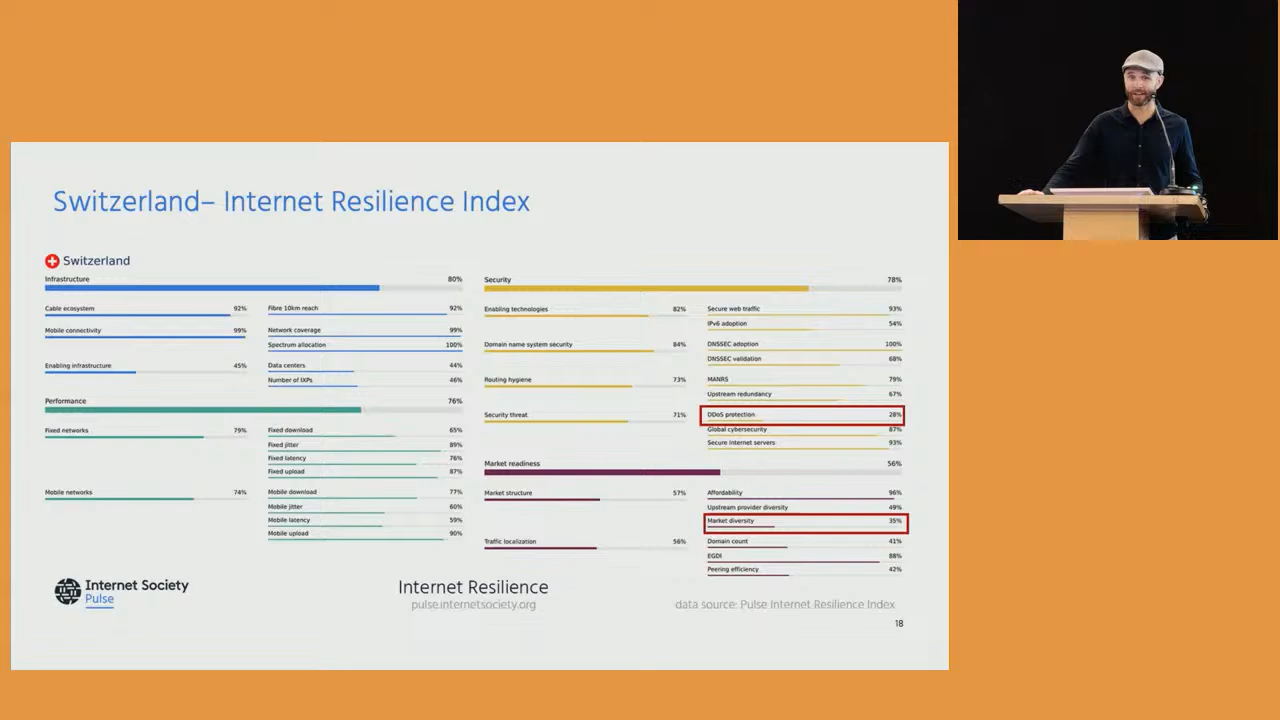 Switzerland– Internet Resilience Index
Switzerland
Infrastructure 80%
Cable ecosystem 92%
Fibre 10km reach 92%
Mobile connectivity 99%
Network coverage 99%
Spectrum allocation 100%
Enabling infrastructure 45%
Data centers 44%
Number of IXPs 46%
Performance 76%
Fixed networks 79%
Fixed download 65%
Fixed jitter 89%
Fixed latency 76%
Fixed upload 87%
Mobile networks 74%
Mobile download 77%
Mobile jitter 60%
Mobile latency 59%
Mobile upload 90%
Security 78%
Enabling technologies 82%
Secure web traffic 93%
IPv6 adoption 54%
Domain name system security 84%
DNSSEC adoption 100%
DNSSEC validation 68%
Routing hygiene 73%
MANRS 79%
Upstream redundancy 67%
Security threat 71%
DDoS protection 28%
Global cybersecurity 87%
Secure internet servers 93%
Market readiness 56%
Market structure 57%
Affordability 96%
Upstream provider diversity 49%
Market diversity 35%
Traffic localization 56%
Domain count 41%
EGDI 88%
Peering efficiency 42%
Internet Society
Pulse
Internet Resilience
pulse.internetsociety.org
data source: Pulse Internet Resilience Index
18